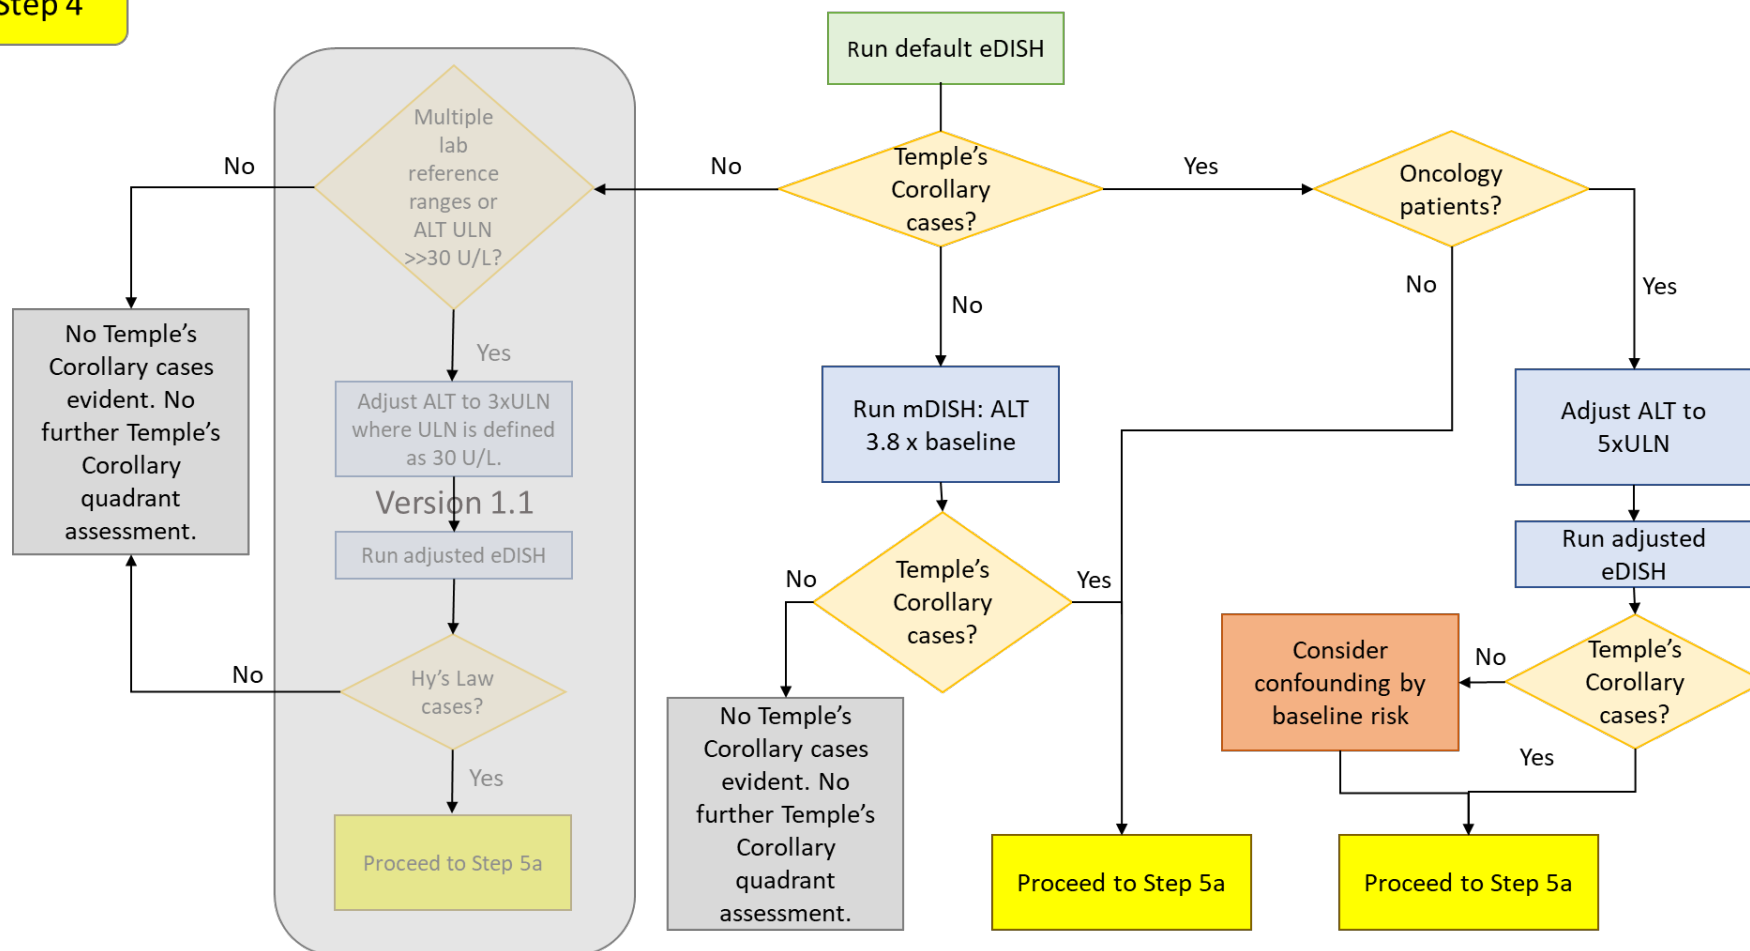 Step 4
Run default eDISH
Multiple
lab
reference
ranges or
ALT ULN
>>30 U/L?
No
No
Temple's
Corollary
cases?
Yes
Oncology
patients?
No
Yes
No
No Temple's
Corollary cases
evident. No
further Temple's
Corollary
quadrant
assessment.
Yes
Adjust ALT to 3xULN
where ULN is defined
as 30 U/L.
Run mDISH: ALT
3.8 x baseline
Adjust ALT to
5xULN
Version 1.1
Run adjusted eDISH
Run adjusted
eDISH
No
Temple's
Corollary
cases?
Yes
No
Hy's Law
cases?
Consider
confounding by
baseline risk
No
Temple's
Corollary
cases?
Yes
Yes
No Temple's
Corollary cases
evident. No
further Temple's
Corollary
quadrant
assessment.
Proceed to Step 5a
Proceed to Step 5a
Proceed to Step 5a